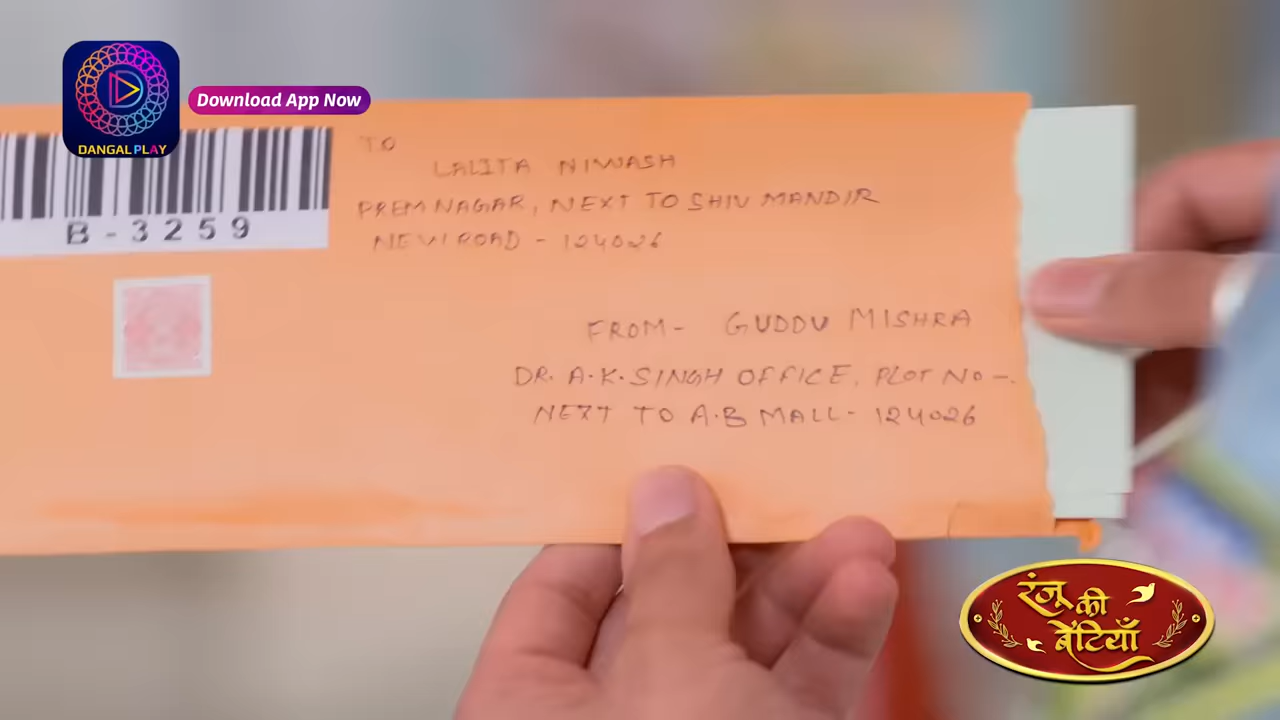 Download App Now
DANGAL PLAY
B-3259
TO
LALITA NIWASH
PREM NAGAR, NEXT TO SHIV MANDIR
NEVI ROAD - 124026
FROM- GUDDU MISHRA
DR. A.K. SINGH OFFICE, PLOT NO-.
NEXT TO A.B MALL- 124026
रंजू की
बेटियाँ